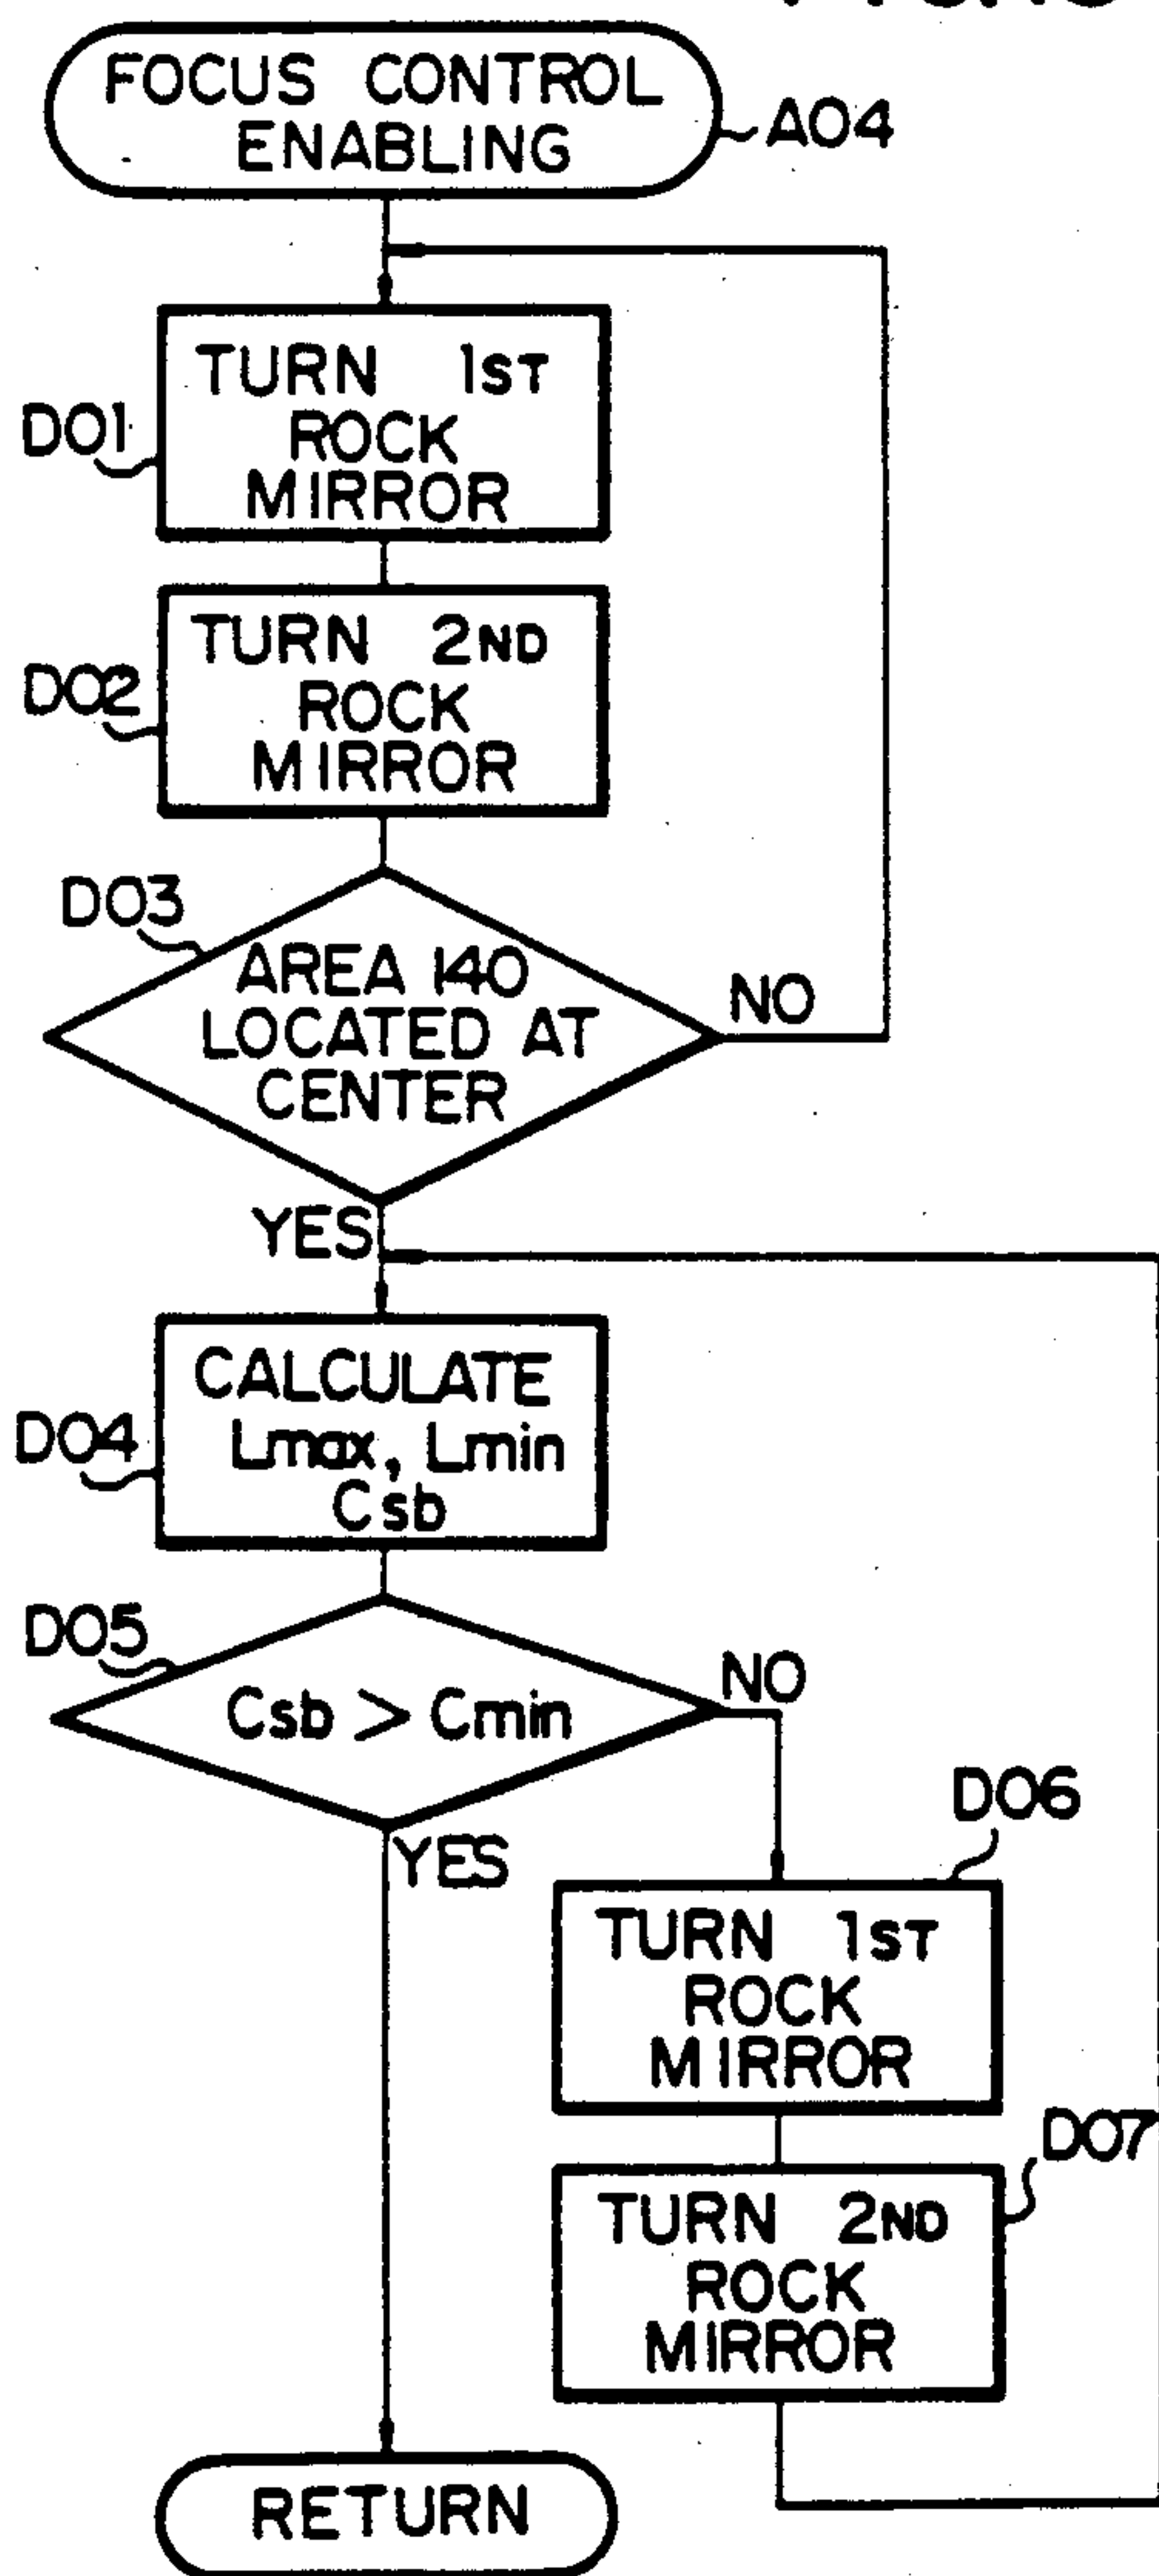 FOCUS CONTROL
ENABLING
A04
TURN 1ST
ROCK
MIRROR
D01
TURN 2ND
ROCK
MIRROR
D02
D03
AREA 140
LOCATED AT
CENTER
NO
YES
CALCULATE
Lmax, Lmin
Csb
D04
D05
Csb > Cmin
NO
YES
D06
TURN 1ST
ROCK
MIRROR
D07
TURN 2ND
ROCK
MIRROR
RETURN